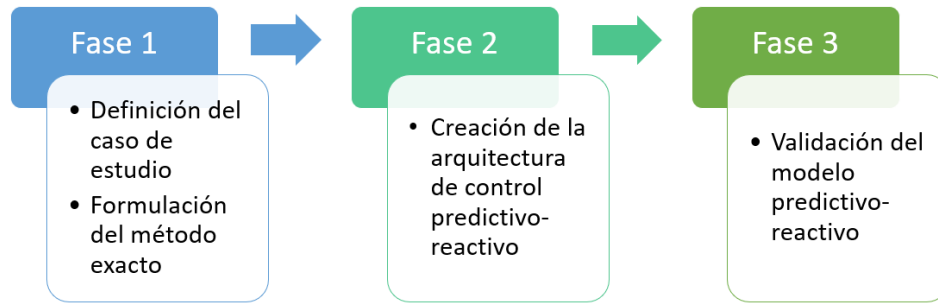 Fase 1
• Definición del
caso de
estudio
• Formulación
del método
exacto
Fase 2
• Creación de la
arquitectura
de control
predictivo-
reactivo
Fase 3
• Validación del
modelo
predictivo-
reactivo